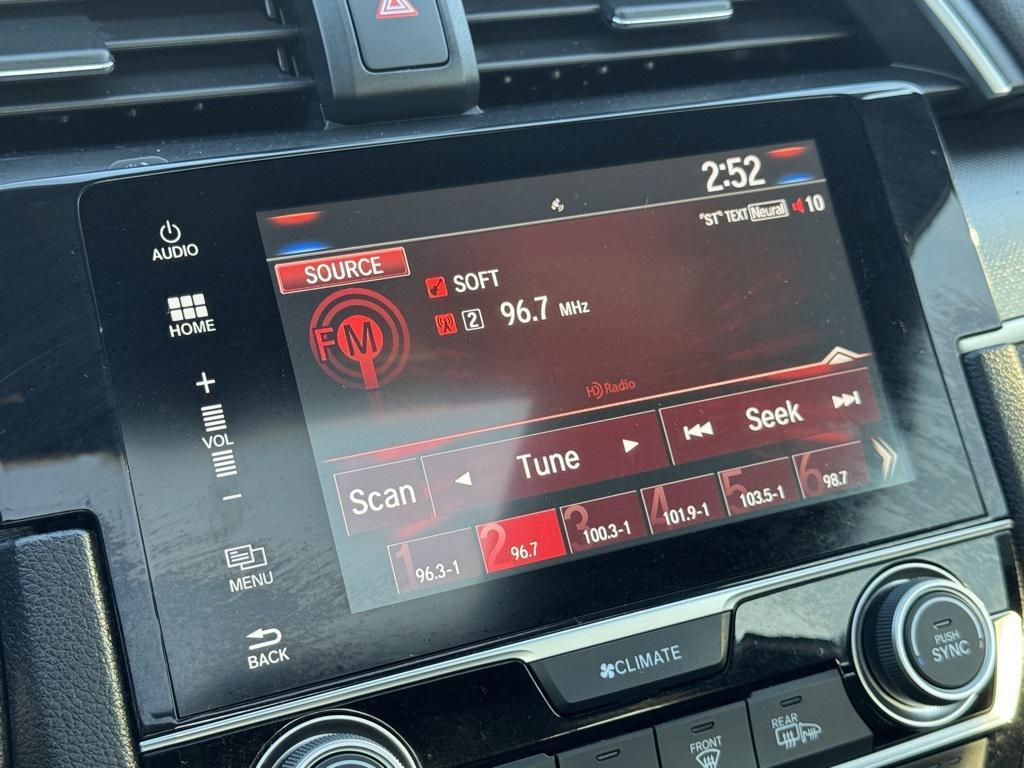 2:52
"ST" TEXT Neural 10
AUDIO
SOURCE
SOFT
HOME
FM
2 96.7 MHz
HD Radio
+
VOL
−
Scan
Tune
Seek
1 96.3-1
2 96.7
3 100.3-1
4 101.9-1
5 103.5-1
6 98.7
MENU
BACK
CLIMATE
PUSH
SYNC
REAR
FRONT